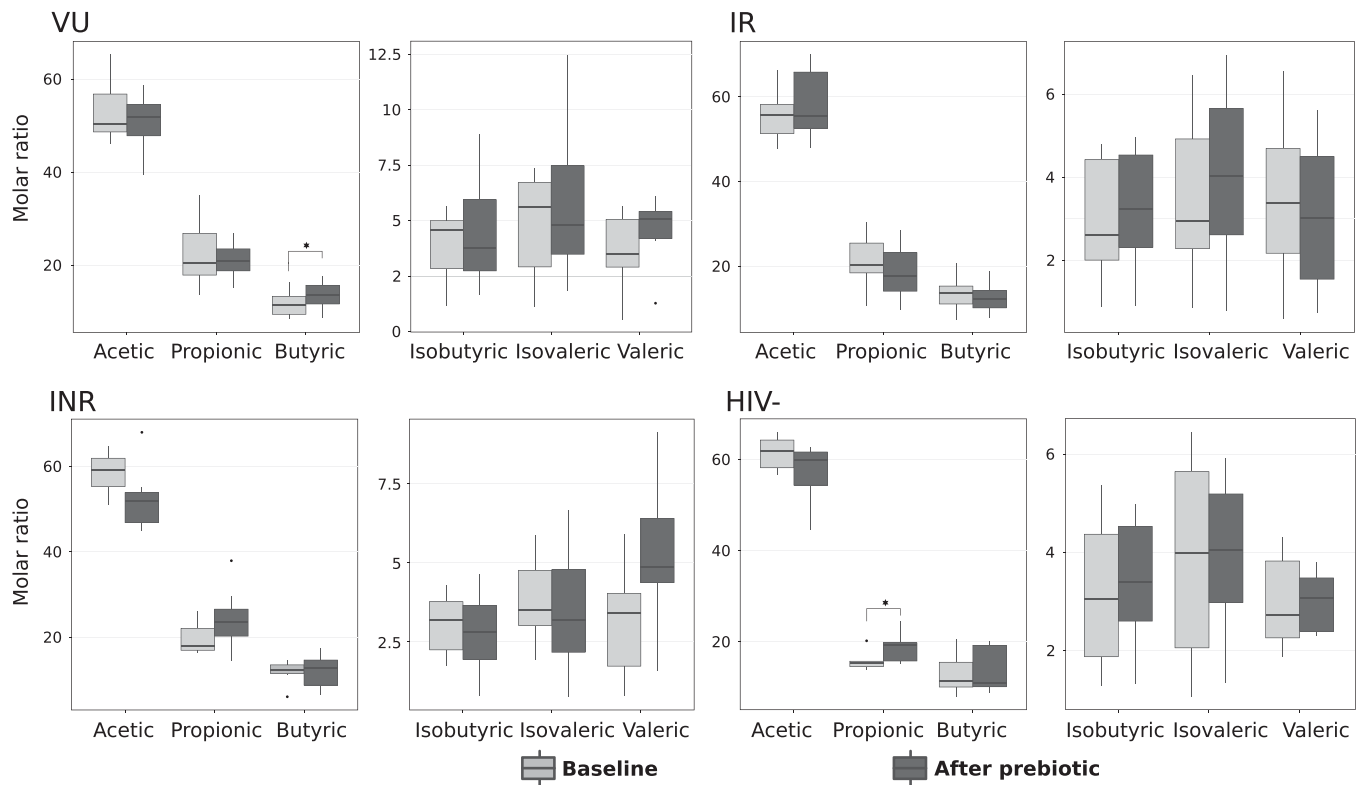 VU
IR
Molar ratio
60
40
20
12.5
10
7.5
5
2
0
60
40
20
6
4
2
*
Acetic Propionic Butyric
Isobutyric Isovaleric Valeric
Acetic Propionic Butyric
Isobutyric Isovaleric Valeric
INR
HIV-
Molar ratio
60
40
20
7.5
5
2.5
60
40
20
6
4
2
*
Acetic Propionic Butyric
Isobutyric Isovaleric Valeric
Acetic Propionic Butyric
Isobutyric Isovaleric Valeric
Baseline
After prebiotic